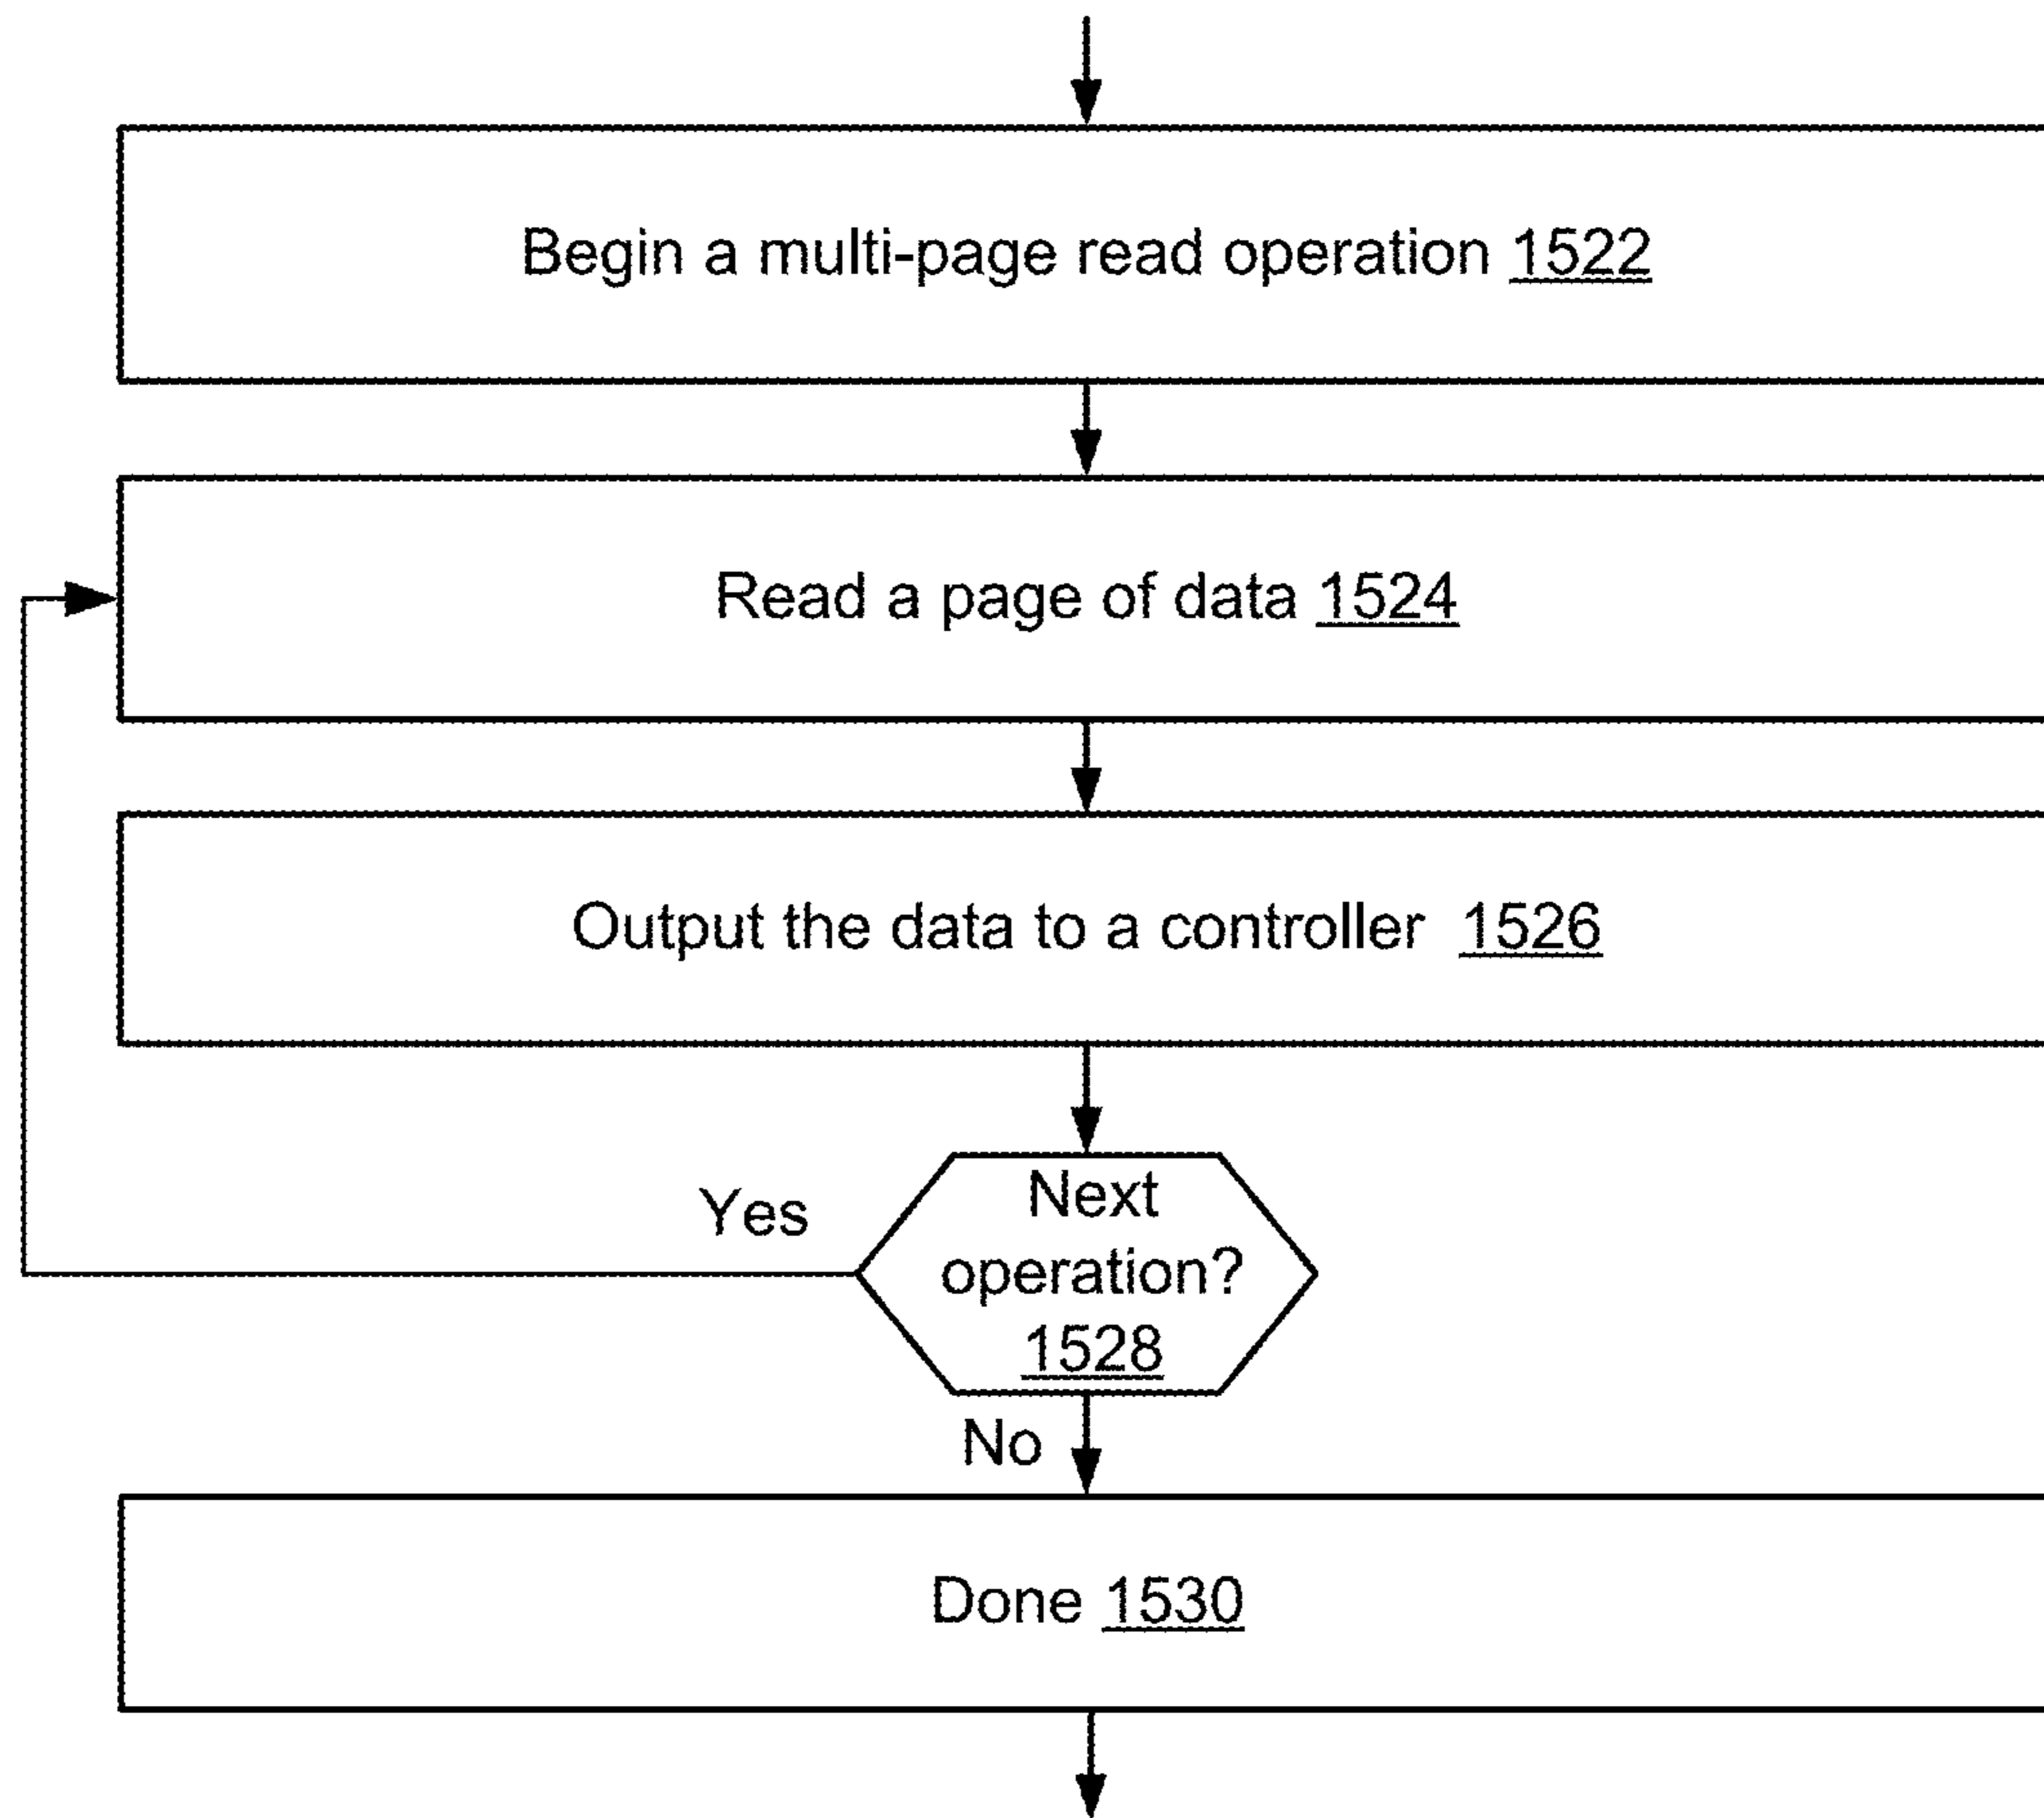 Begin a multi-page read operation 1522
Read a page of data 1524
Output the data to a controller 1526
Yes
Next
operation?
1528
No
Done 1530